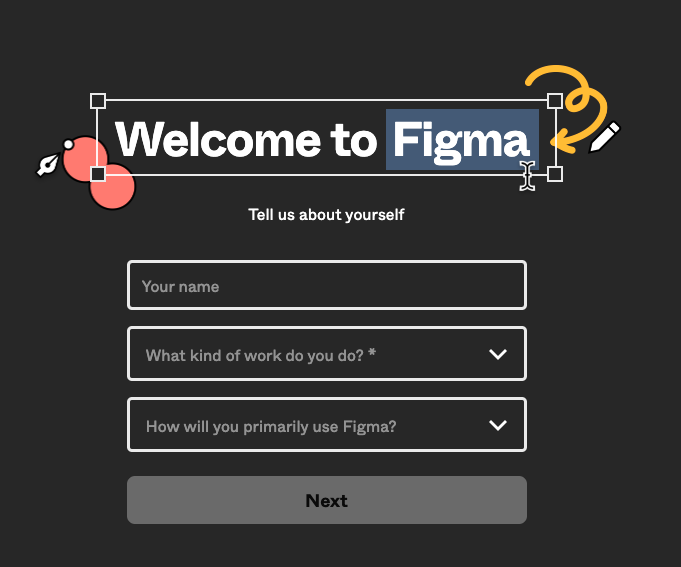 Welcome to Figma
Tell us about yourself
Your name
What kind of work do you do? *
How will you primarily use Figma?
Next